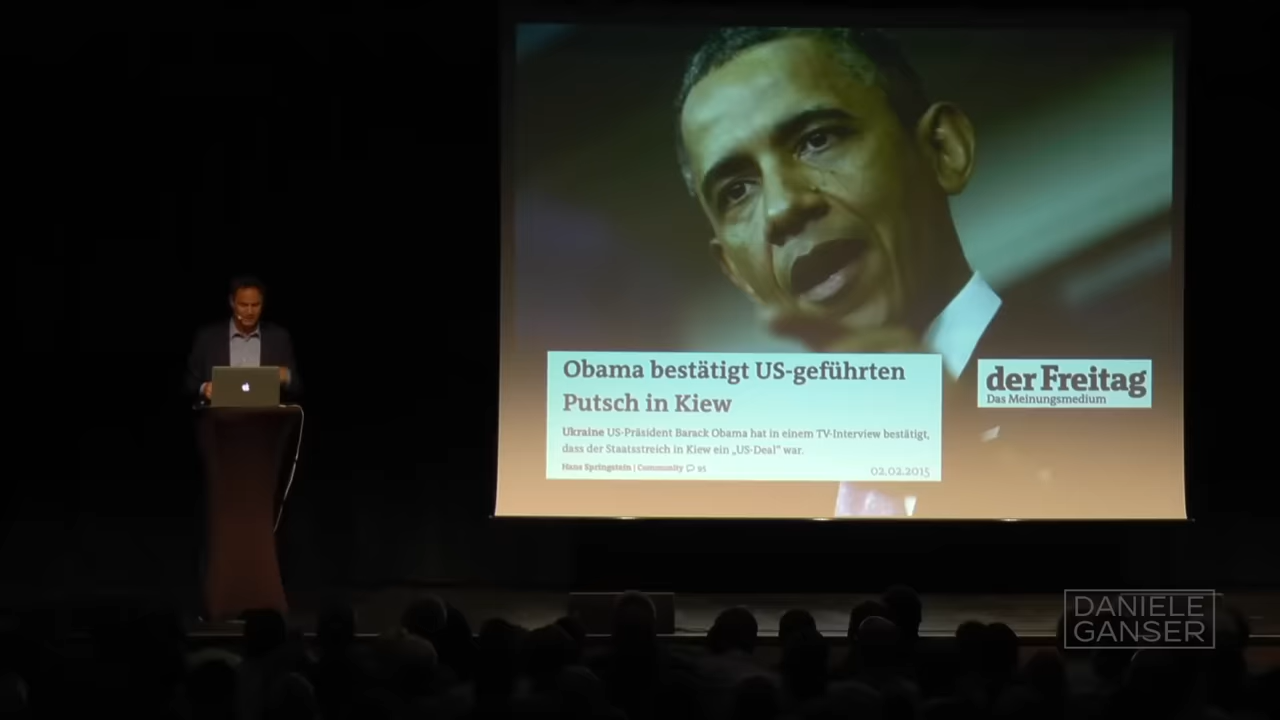 Obama bestätigt US-geführten
Putsch in Kiew
Ukraine US-Präsident Barack Obama hat in einem TV-Interview bestätigt,
dass der Staatsstreich in Kiew ein „US-Deal“ war.
Hans Springstein | Community 95
02.02.2015
der Freitag
Das Meinungsmedium
DANIELE
GANSER